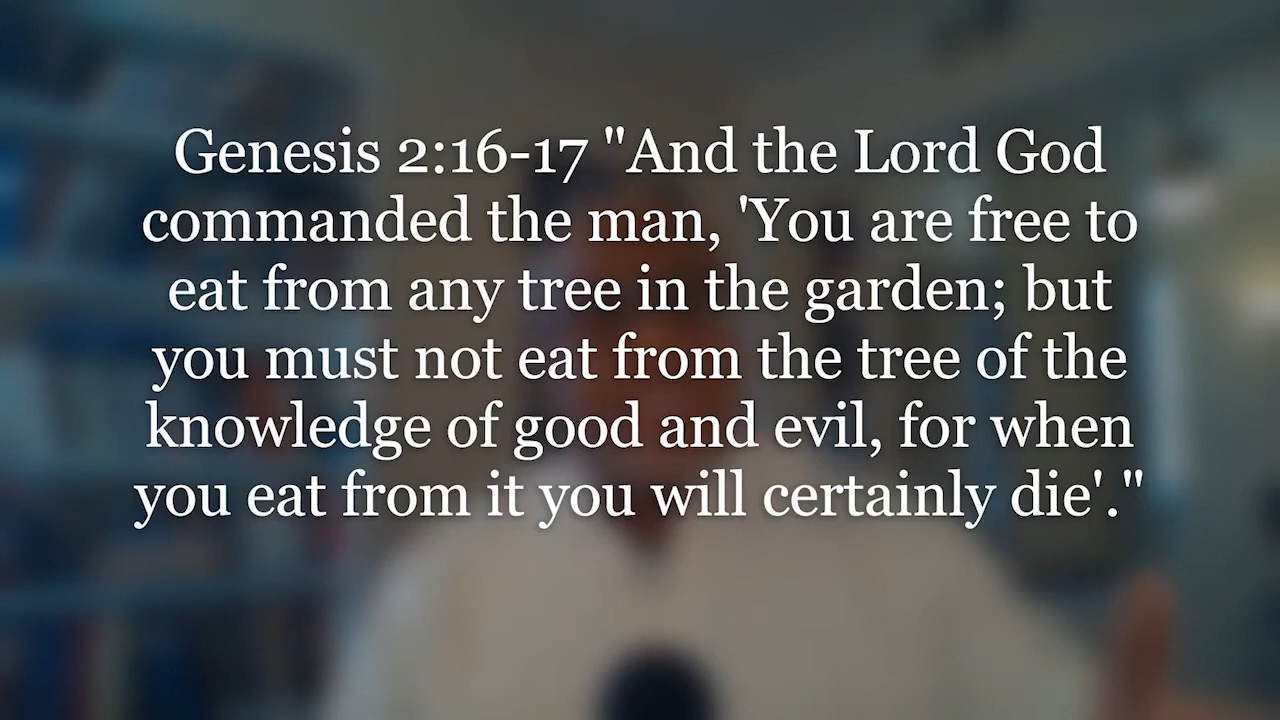 Genesis 2:16-17 "And the Lord God
commanded the man, 'You are free to
eat from any tree in the garden; but
you must not eat from the tree of the
knowledge of good and evil, for when
you eat from it you will certainly die'."